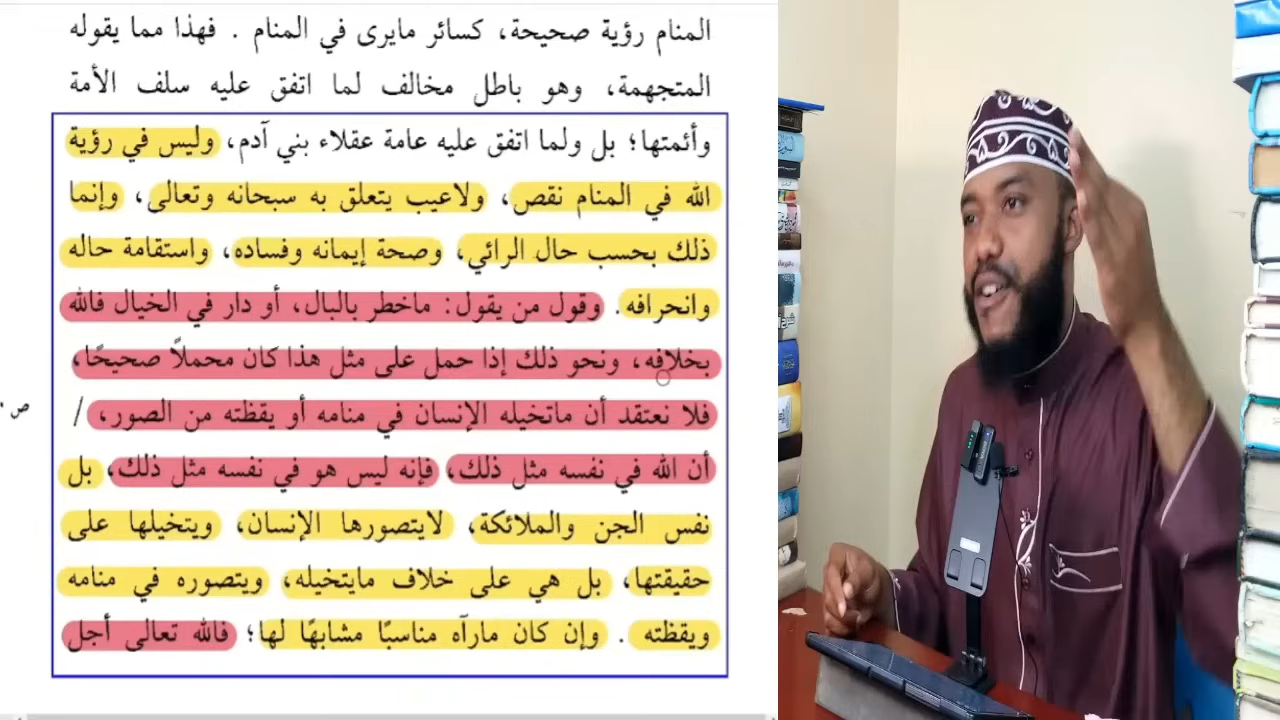 المنام رؤية صحيحة، كسائر مايرى في المنام . فهذا مما يقوله
المتجهمة، وهو باطل مخالف لما اتفق عليه سلف الأمة
وأئمتها؛ بل ولما اتفق عليه عامة عقلاء بني آدم، وليس في رؤية
الله في المنام نقص، ولاعيب يتعلق به سبحانه وتعالى، وإنما
ذلك بحسب حال الرائي، وصحة إيمانه وفساده، واستقامة حاله
وانحرافه. وقول من يقول: ماخطر بالبال، أو دار في الخيال فالله
بخلافه، ونحو ذلك إذا حمل على مثل هذا كان محملاً صحيحًا،
فلا نعتقد أن ماتخيله الإنسان في منامه أو يقظته من الصور، /
أن الله في نفسه مثل ذلك، فإنه ليس هو في نفسه مثل ذلك، بل
نفس الجن والملائكة، لايتصورها الإنسان، ويتخيلها على
حقيقتها، بل هي على خلاف مايتخيله، ويتصوره في منامه
ويقظته . وإن كان مارآه مناسبًا مشابهًا لها؛ فالله تعالى أجل
ص